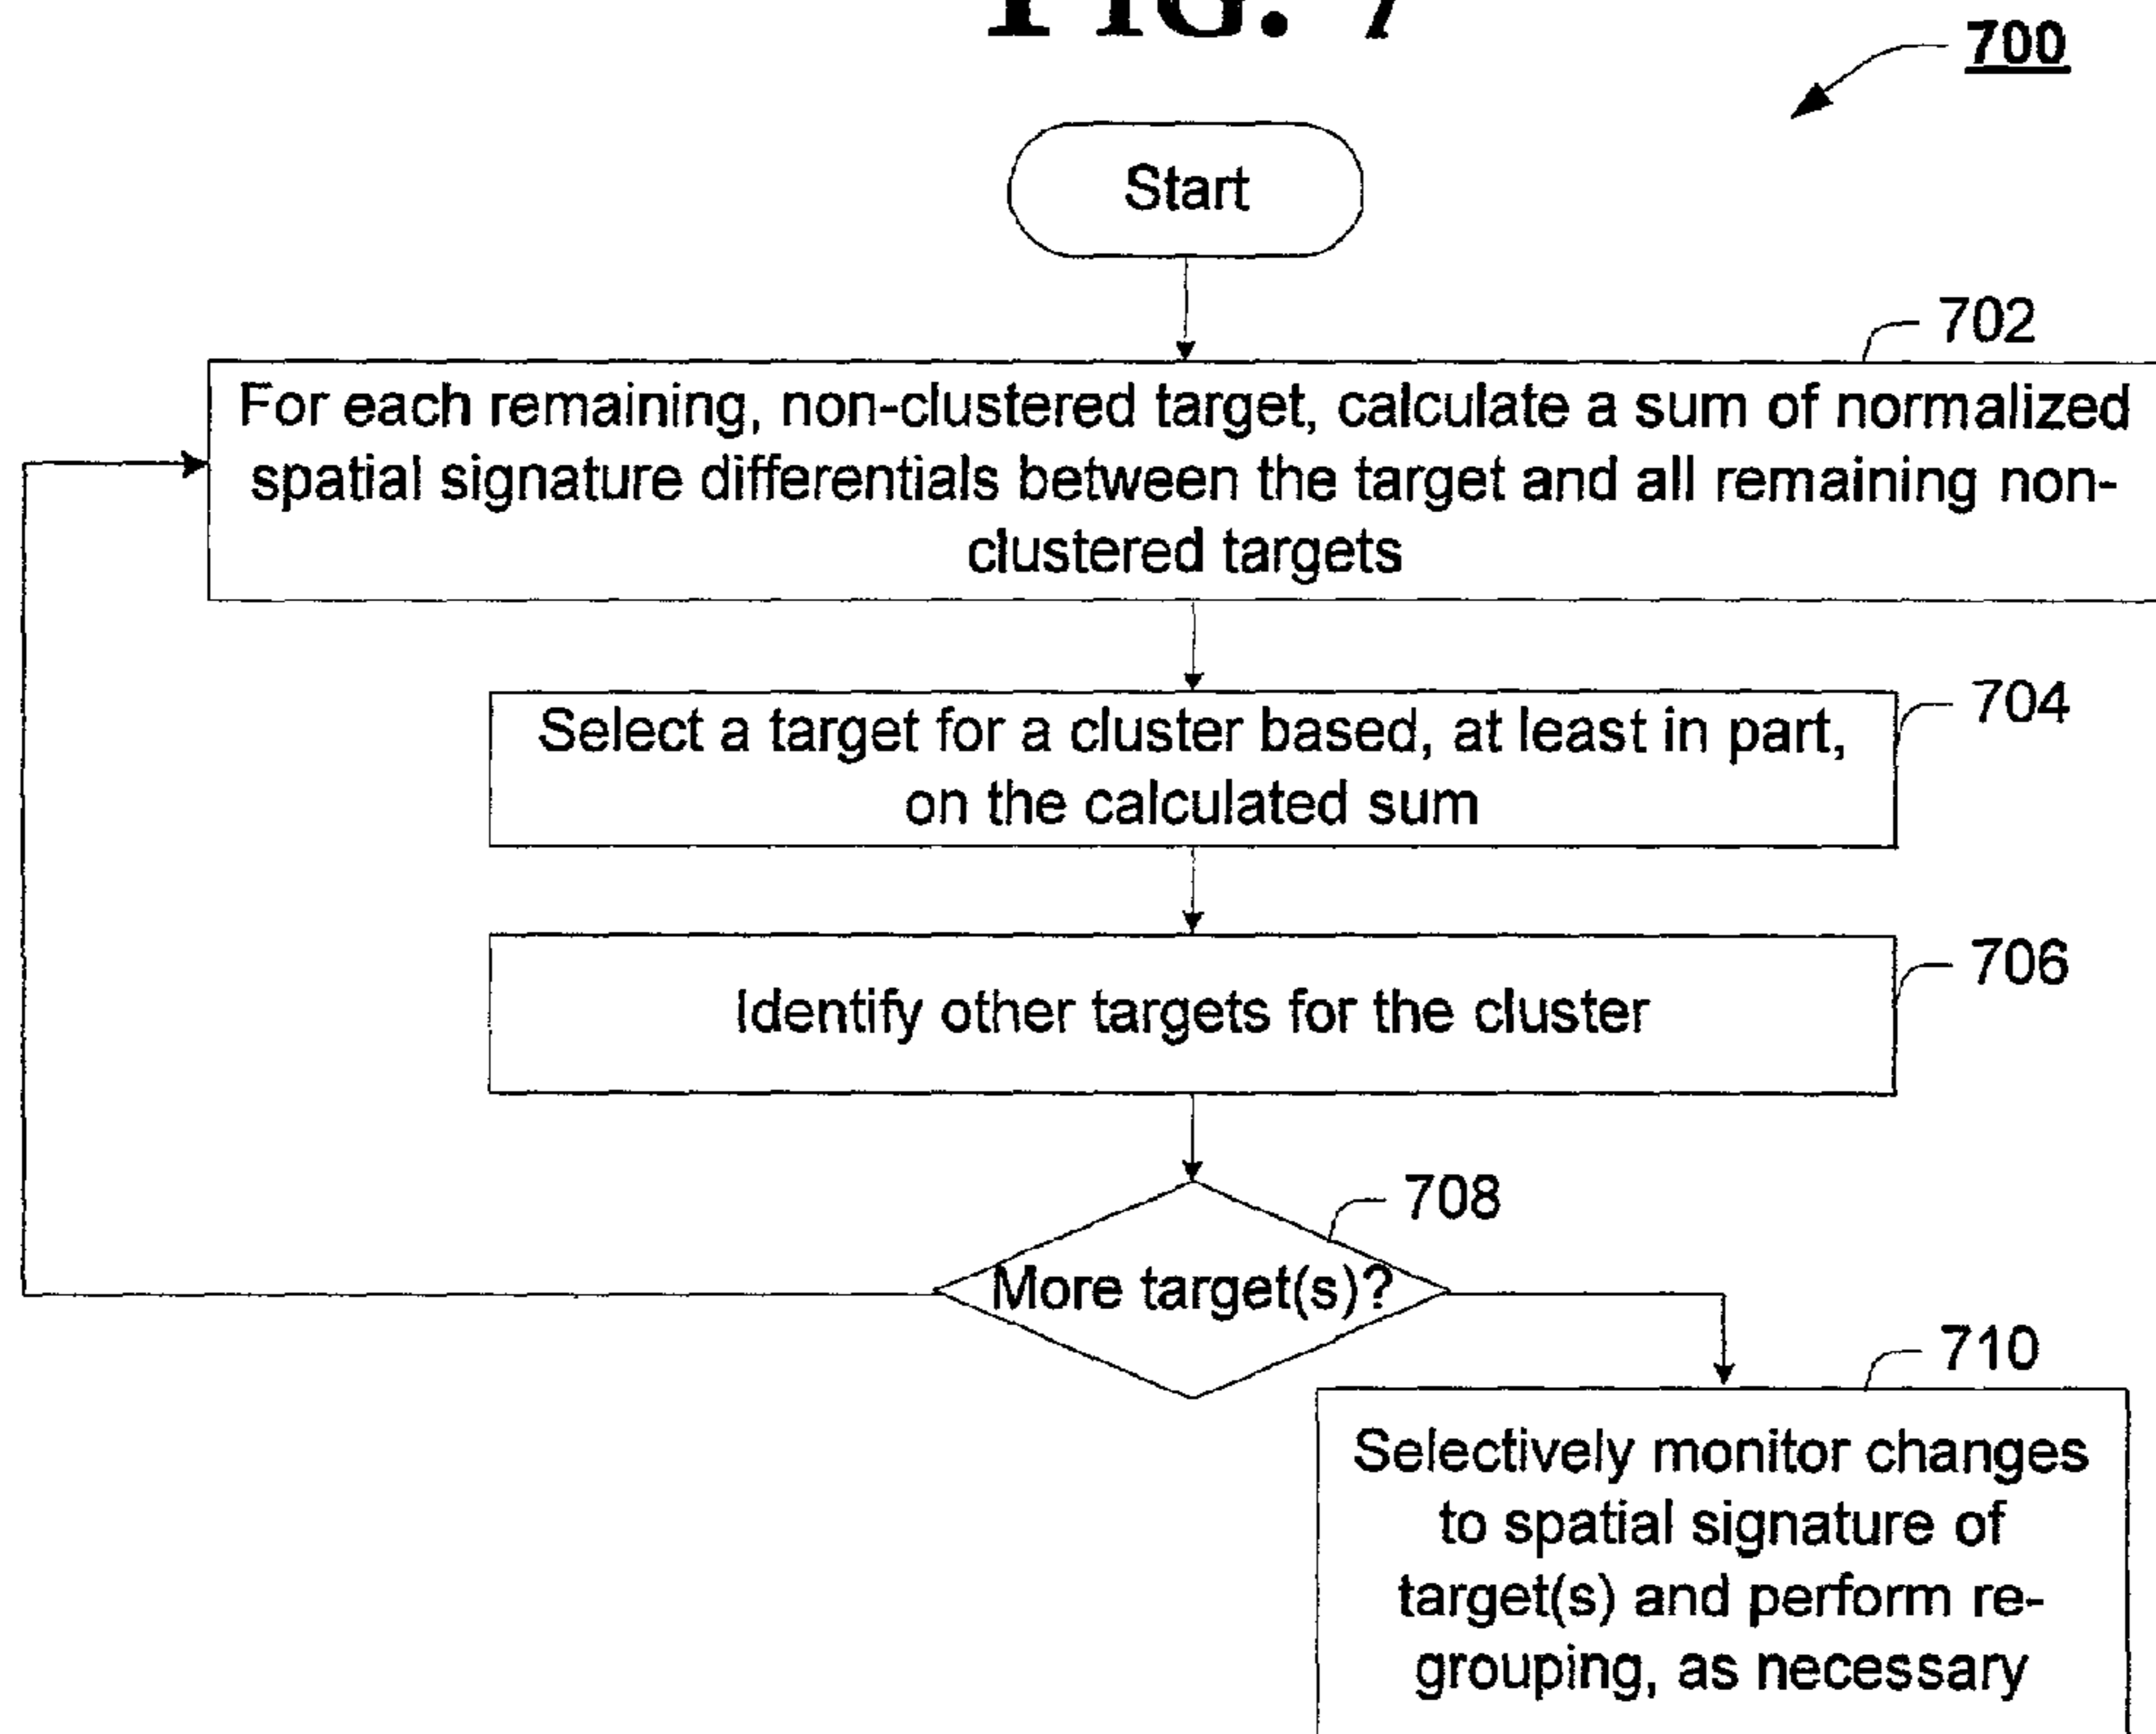 FIG. 7
700
Start
702
For each remaining, non-clustered target, calculate a sum of normalized
spatial signature differentials between the target and all remaining non-
clustered targets
704
Select a target for a cluster based, at least in part,
on the calculated sum
706
Identify other targets for the cluster
708
More target(s)?
710
Selectively monitor changes
to spatial signature of
target(s) and perform re-
grouping, as necessary